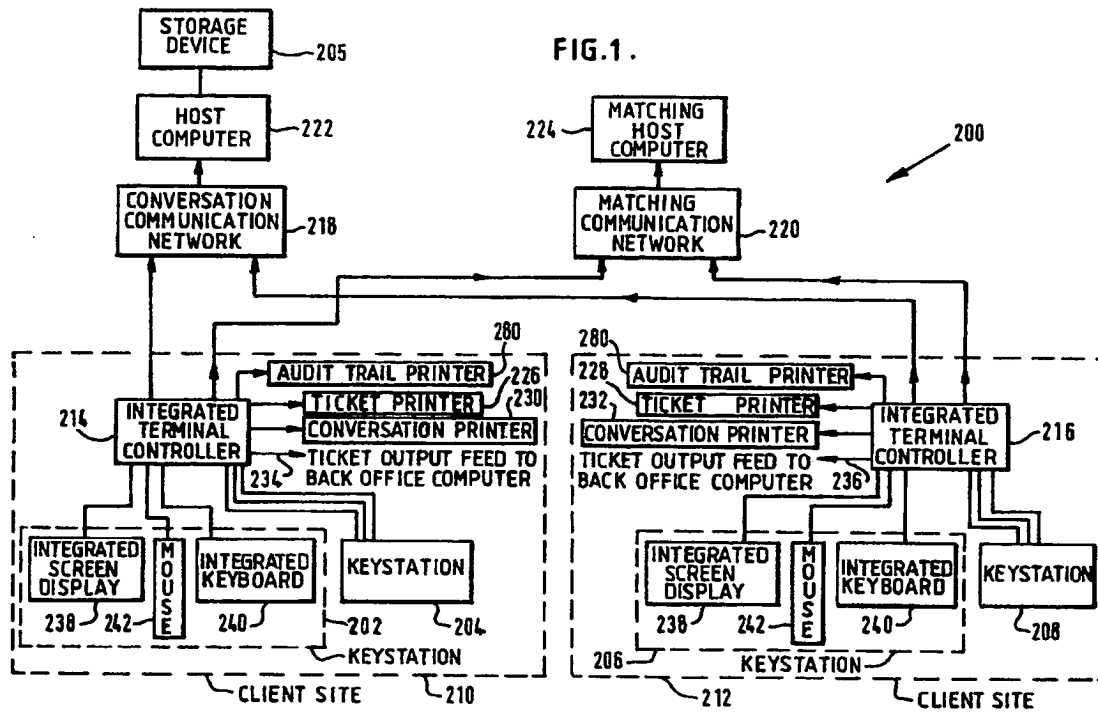 STORAGE
DEVICE
205
FIG.1.
HOST
COMPUTER
222
224
MATCHING
HOST
COMPUTER
200
CONVERSATION
COMMUNICATION
NETWORK
218
MATCHING
COMMUNICATION
NETWORK
220
280
AUDIT TRAIL PRINTER
226
TICKET PRINTER
230
CONVERSATION PRINTER
214
INTEGRATED
TERMINAL
CONTROLLER
234
TICKET OUTPUT FEED TO
BACK OFFICE COMPUTER
INTEGRATED
SCREEN
DISPLAY
238
MOUSE
242
INTEGRATED
KEYBOARD
240
202
KEYSTATION
204
KEYSTATION
CLIENT SITE
210
280
AUDIT TRAIL PRINTER
228
TICKET PRINTER
232
CONVERSATION PRINTER
INTEGRATED
TERMINAL
CONTROLLER
216
TICKET OUTPUT FEED TO
BACK OFFICE COMPUTER
236
INTEGRATED
SCREEN
DISPLAY
238
MOUSE
242
INTEGRATED
KEYBOARD
240
KEYSTATION
208
206
KEYSTATION
212
CLIENT SITE